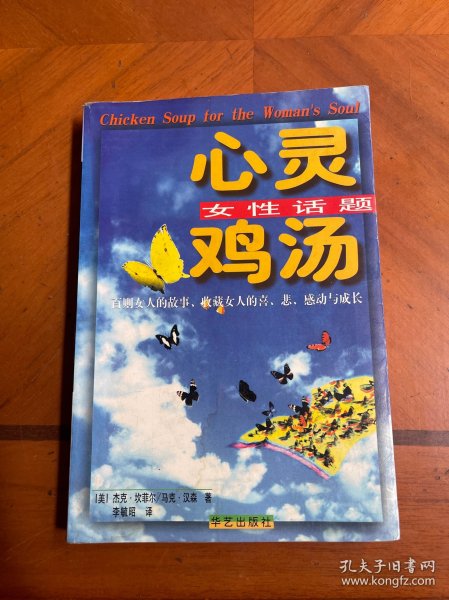 Chicken Soup for the Woman's Soul
心灵
女性话题
鸡汤
百则女人的故事、收藏女人的喜、悲、感动与成长
[美] 杰克·坎菲尔/马克·汉森 著
李毓昭 译
华艺出版社
孔夫子旧书网
www.kongfz.com